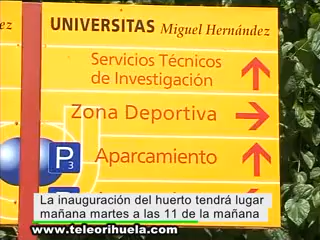 UNIVERSITAS Miguel Hernández
Servicios Técnicos
de Investigación
Zona Deportiva
P3
Aparcamiento
La inauguración del huerto tendrá lugar
mañana martes a las 11 de la mañana
www.teleorihuela.com